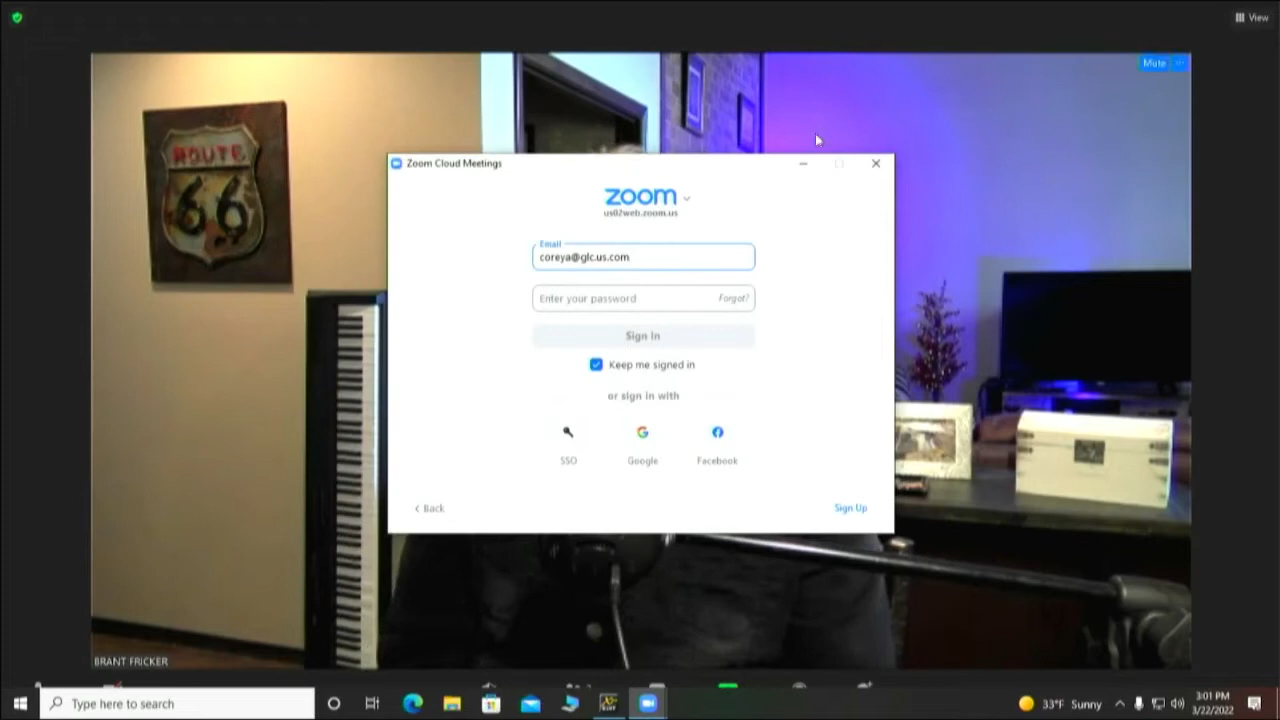 View
Mute
ROUTE
66
Zoom Cloud Meetings
zoom
us02web.zoom.us
Email
coreya@glc.us.com
Enter your password
Forgot?
Sign In
Keep me signed in
or sign in with
SSO
Google
Facebook
< Back
Sign Up
BRANT FRICKER
Type here to search
33°F Sunny
3:01 PM
3/22/2022